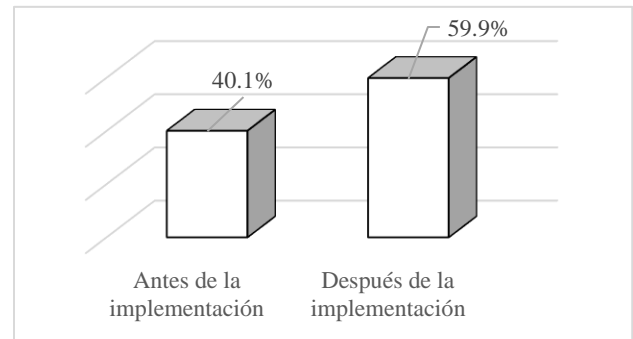 59.9%
40.1%
Antes de la
implementación
Después de la
implementación